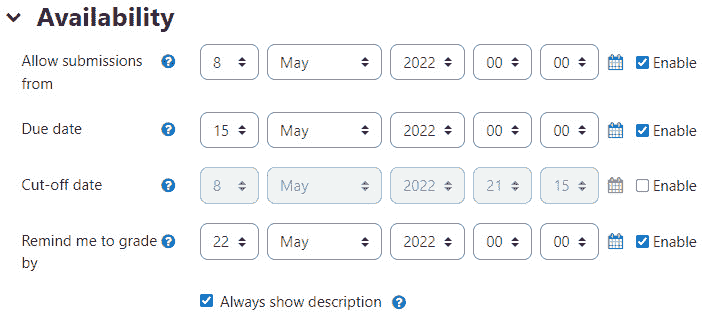 Availability
Allow submissions from 8 May 2022 00 00 Enable
Due date 15 May 2022 00 00 Enable
Cut-off date 8 May 2022 21 15 Enable
Remind me to grade by 22 May 2022 00 00 Enable
Always show description